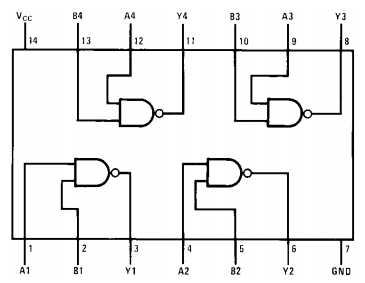 VCC B4 A4 Y4 B3 A3 Y3
14 13 12 11 10 9 8
1 2 3 4 5 6 7
A1 B1 Y1 A2 B2 Y2 GND